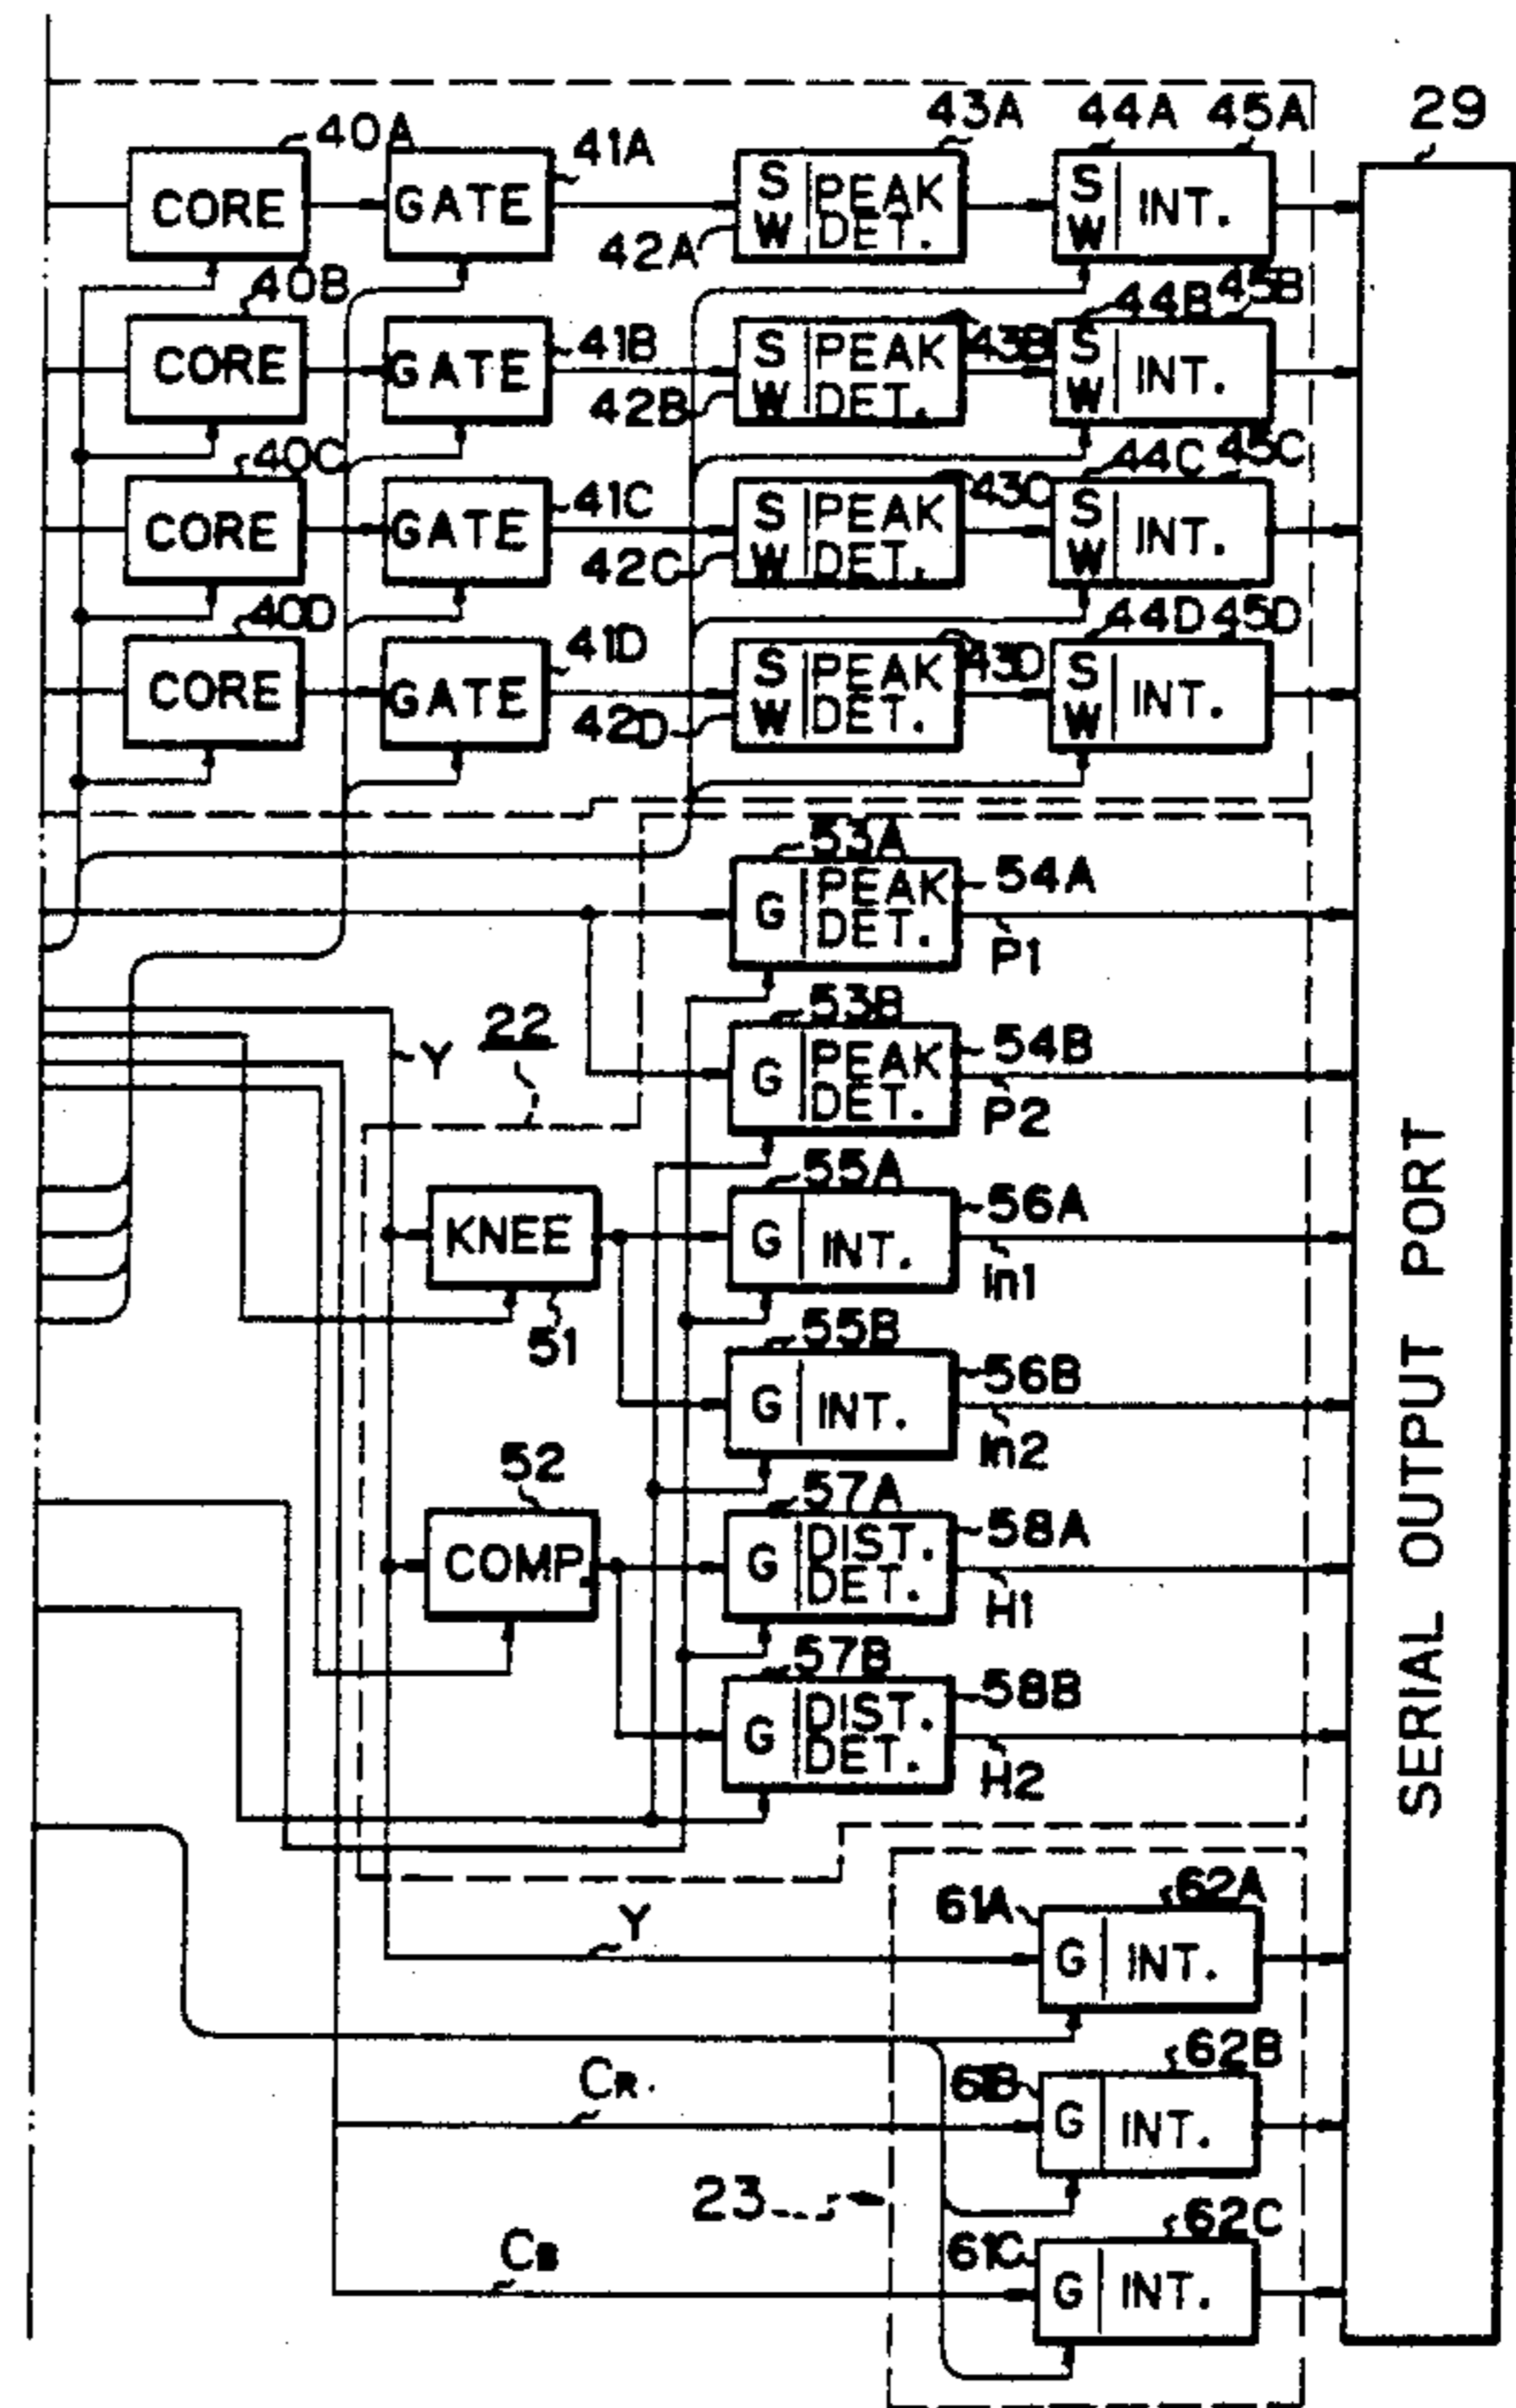 43A 44A 45A 29
40A 41A
CORE GATE S W PEAK DET. S W INT.
42A
40B 44B 45B
41B 43B
CORE GATE S W PEAK DET. S W INT.
42B
40C 44C 45C
41C 43C
CORE GATE S W PEAK DET. S W INT.
42C
40D 44D 45D
41D 43D
CORE GATE S W PEAK DET. S W INT.
42D
53A
G PEAK DET. 54A
P1
22 53B
Y G PEAK DET. 54B
P2
55A
KNEE G INT. 56A
In1
51 55B
G INT. 56B
In2
52 57A
COMP. G DIST. DET. 58A
H1
57B
G DIST. DET. 58B
H2
SERIAL OUTPUT PORT
Y 61A 62A
G INT.
CR 61B 62B
G INT.
23
CB 61C 62C
G INT.